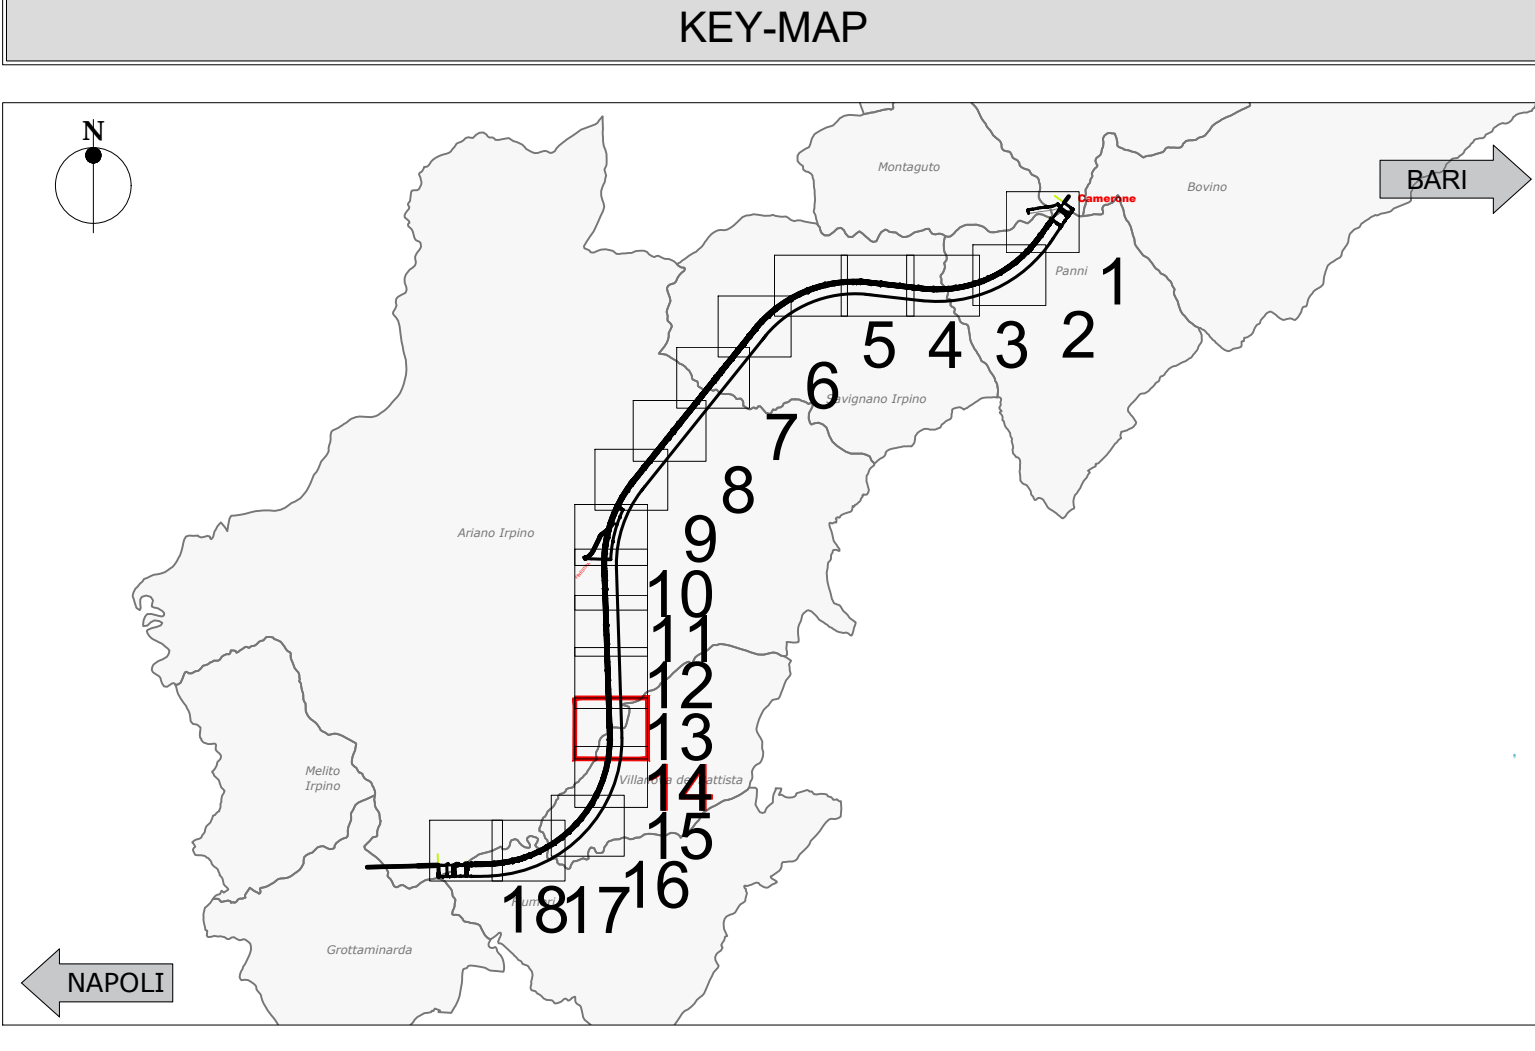 KEY-MAP
N
Montaguto
Bovino
BARI
Camerone
Panni
1
2
3
4
5
6
Savignano Irpino
7
8
Ariano Irpino
9
10
11
12
13
Melito
Irpino
14
15
16
17
18
Grottaminarda
NAPOLI